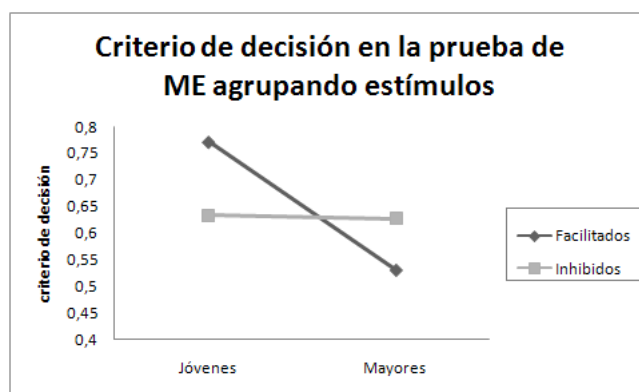 Criterio de decisión en la prueba de
ME agrupando estímulos
criterio de decisión
0,8
0,75
0,7
0,65
0,6
0,55
0,5
0,45
0,4
Jóvenes
Mayores
Facilitados
Inhibidos